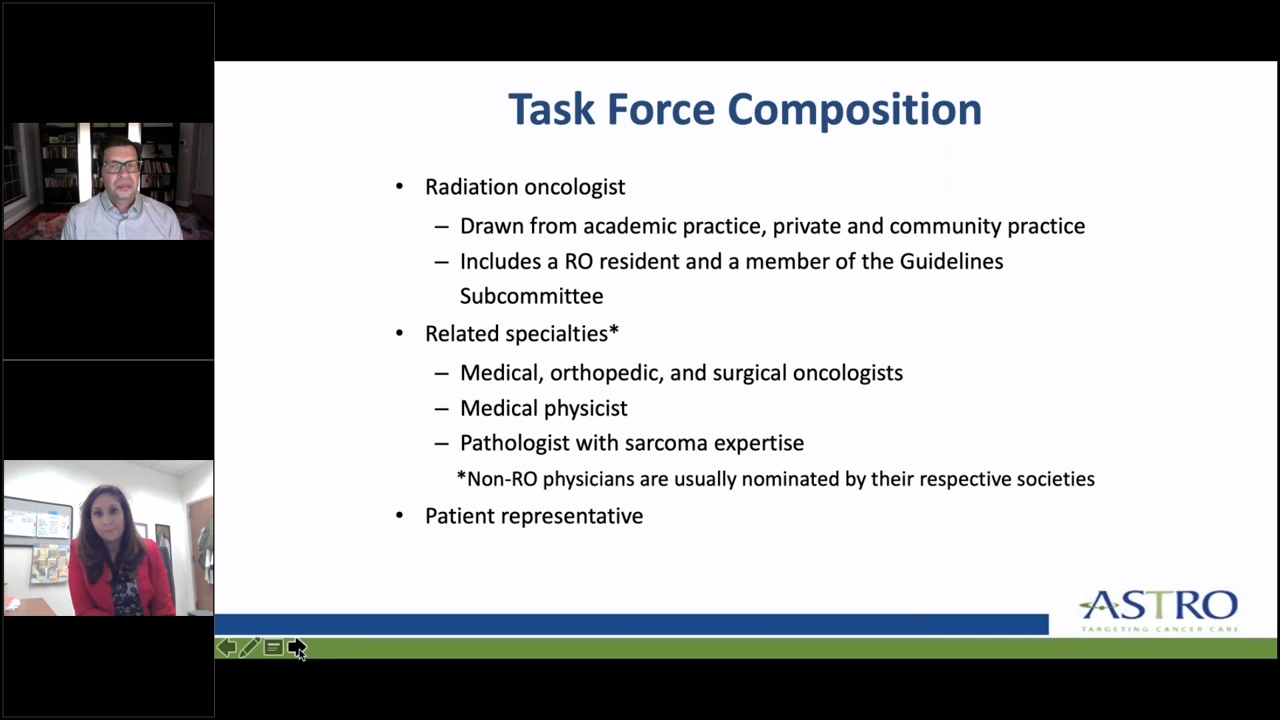 Task Force Composition
• Radiation oncologist
– Drawn from academic practice, private and community practice
– Includes a RO resident and a member of the Guidelines
Subcommittee
• Related specialties*
– Medical, orthopedic, and surgical oncologists
– Medical physicist
– Pathologist with sarcoma expertise
*Non-RO physicians are usually nominated by their respective societies
• Patient representative
ASTRO
TARGETING CANCER CARE